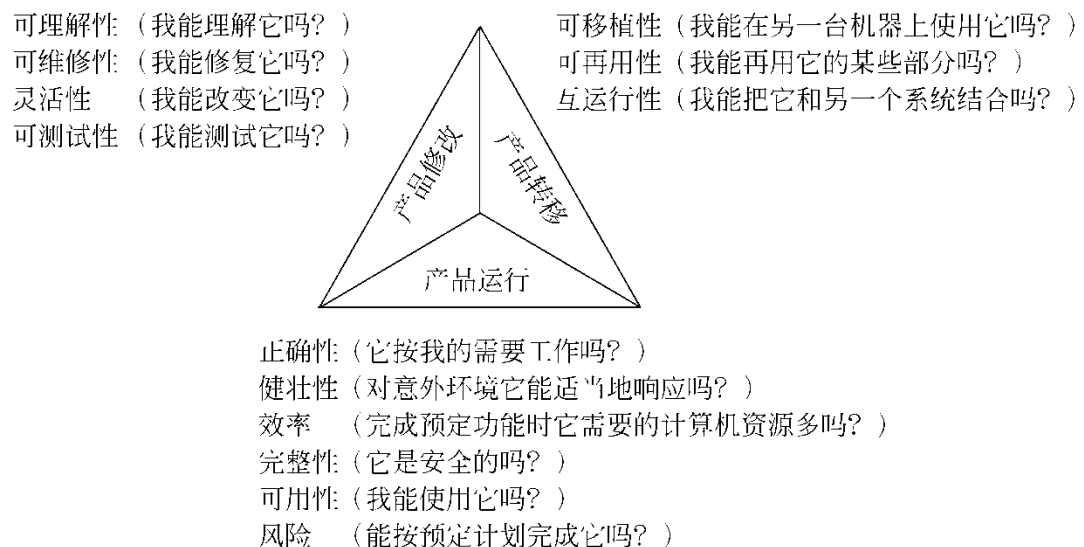 可理解性（我能理解它吗？）
可维修性（我能修复它吗？）
灵活性　（我能改变它吗？）
可测试性（我能测试它吗？）
可移植性（我能在另一台机器上使用它吗？）
可再用性（我能再用它的某些部分吗？）
互运行性（我能把它和另一个系统结合吗？）
产品修改
产品转移
产品运行
正确性（它按我的需要工作吗？）
健壮性（对意外环境它能适当地响应吗？）
效率　（完成预定功能时它需要的计算机资源多吗？）
完整性（它是安全的吗？）
可用性（我能使用它吗？）
风险　（能按预定计划完成它吗？）